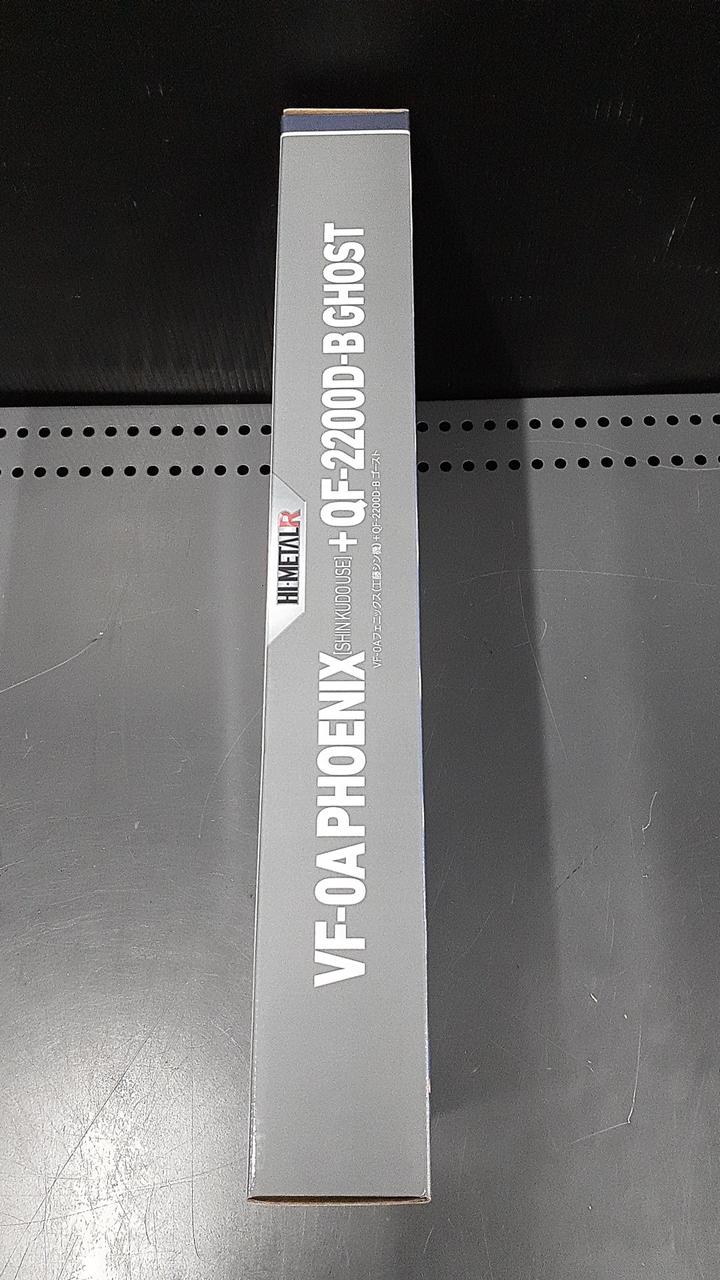 HI-METAL R
VF-0A PHOENIX [SHIN KUDO USE] + QF-2200D-B GHOST
VF-0Aフェニックス(工藤シン機)+QF-2200D-Bゴースト